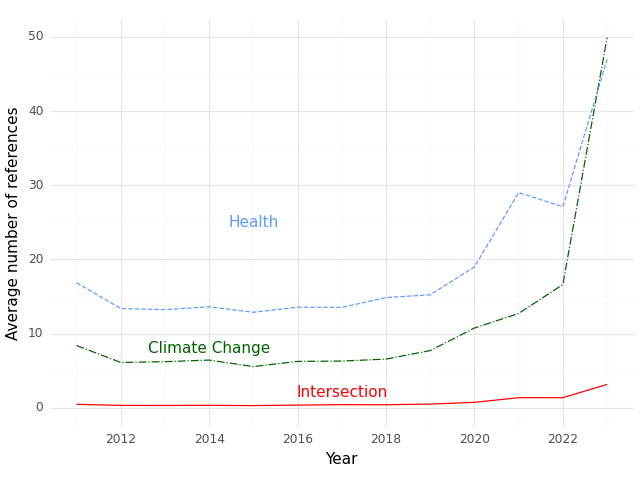 50
40
30
20
10
0
Average number of references
Health
Climate Change
Intersection
2012 2014 2016 2018 2020 2022
Year